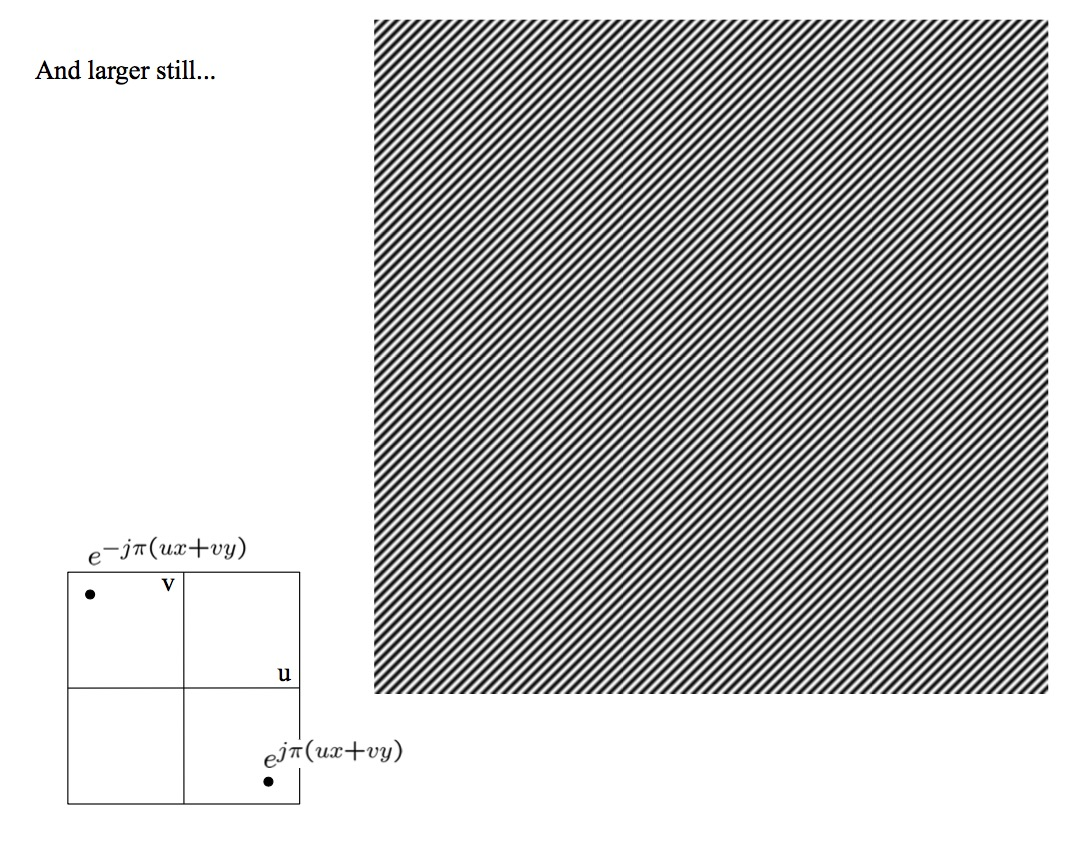 And larger still...
e^{-jπ(ux+vy)}
v
u
e^{jπ(ux+vy)}